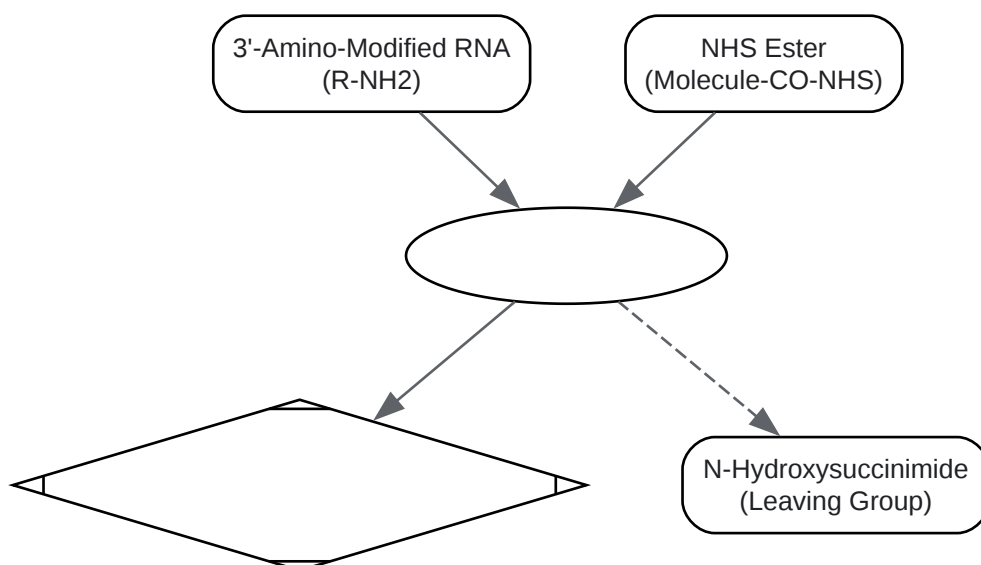 3'-Amino-Modified RNA
(R-NH2)
NHS Ester
(Molecule-CO-NHS)
N-Hydroxysuccinimide
(Leaving Group)